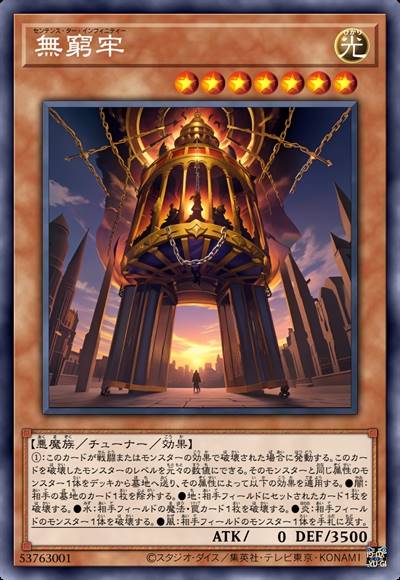 センテンス・ター・インフィニティー
無窮牢
ひかり
光
【悪魔族／チューナー／効果】
①:このカードが戦闘またはモンスターの効果で破壊された場合に発動する。このカー
ドを破壊したモンスターのレベルを元々の数値にできる。そのモンスターと同じ属性のモ
ンスター1体をデッキから墓地へ送り、その属性によって以下の効果を適用する。●闇:
相手の墓地のカード1枚を除外する。●地:相手フィールドにセットされたカード1枚を
破壊する。●水:相手フィールドの魔法・罠カード1枚を破壊する。●炎:相手フィールド
のモンスター1体を破壊する。●風:相手フィールドのモンスター1体を手札に戻す。
ATK/ 0 DEF/3500
53763001
©スタジオ・ダイス/集英社・テレビ東京・KONAMI